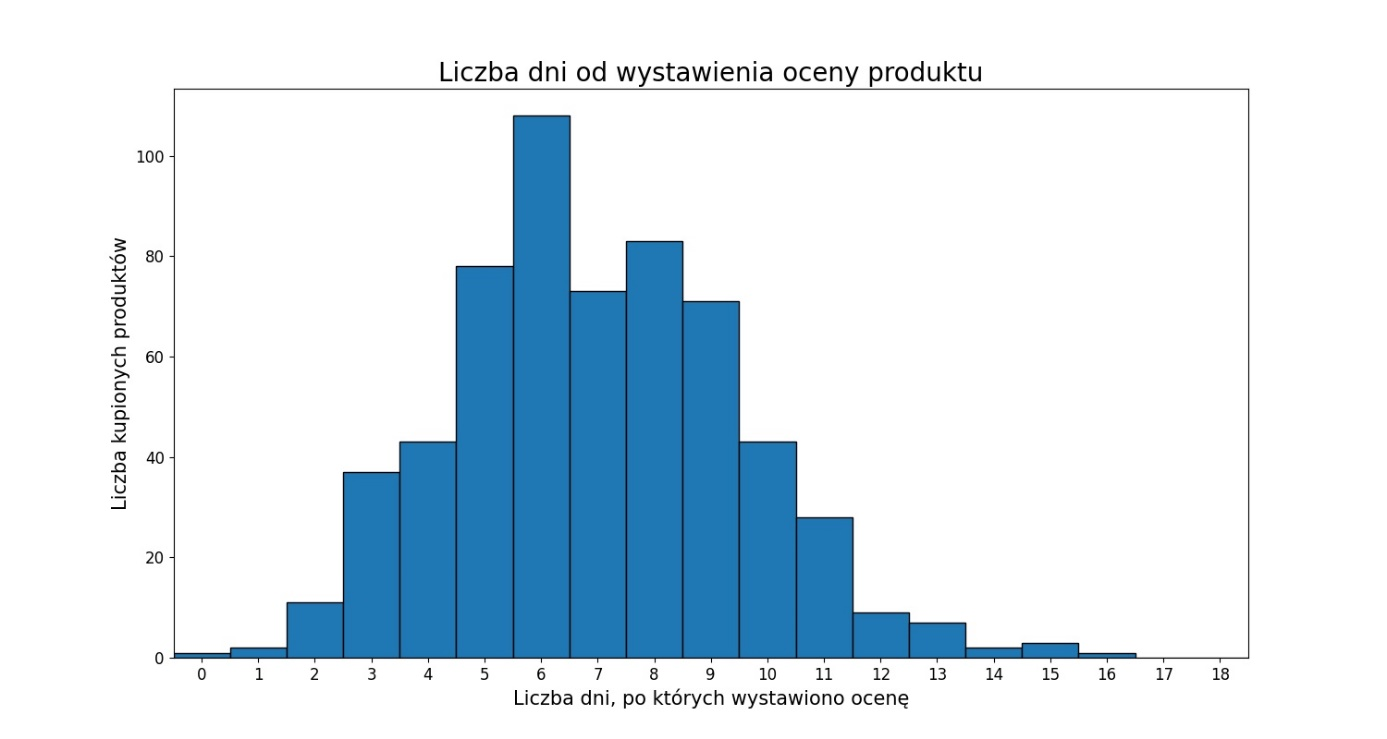 Liczba dni od wystawienia oceny produktu
Liczba kupionych produktów
100
80
60
40
20
0
0 1 2 3 4 5 6 7 8 9 10 11 12 13 14 15 16 17 18
Liczba dni, po których wystawiono ocenę